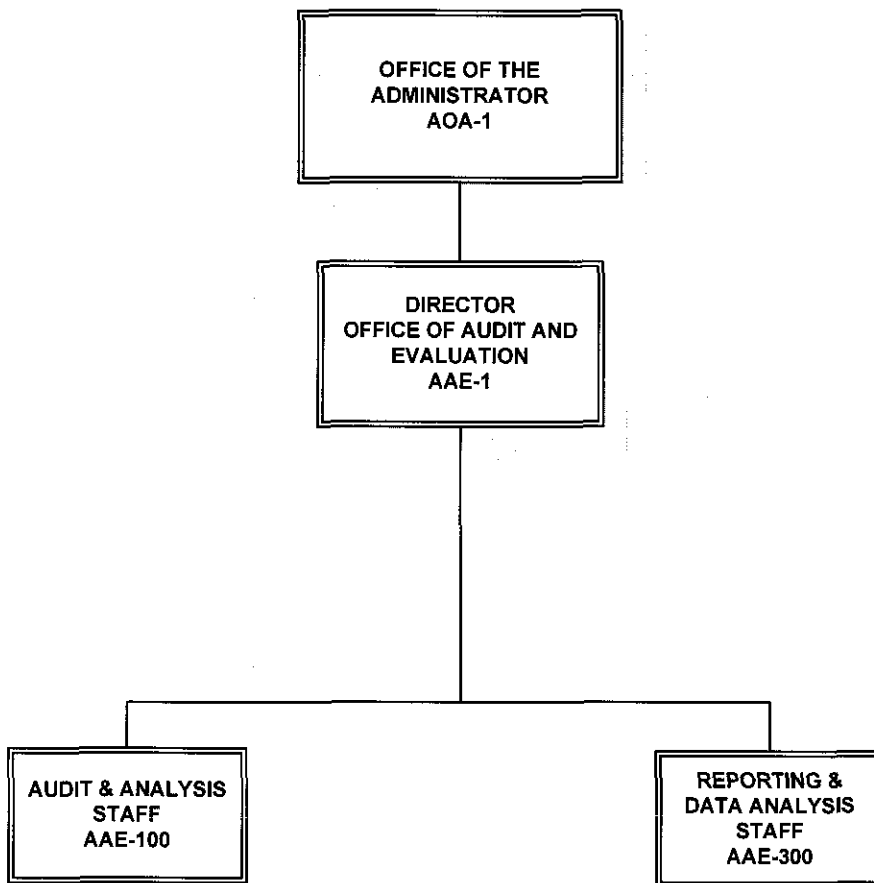 OFFICE OF THE
ADMINISTRATOR
AOA-1
DIRECTOR
OFFICE OF AUDIT AND
EVALUATION
AAE-1
AUDIT & ANALYSIS
STAFF
AAE-100
REPORTING &
DATA ANALYSIS
STAFF
AAE-300